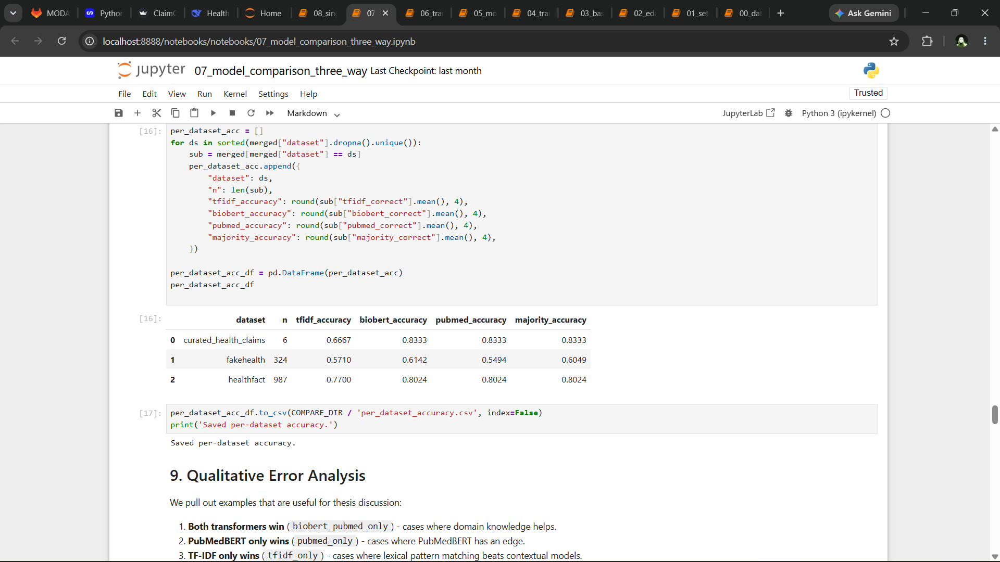 MODA
Python
Claim
Health
Home
08_sin
07
06_tra
05_mo
04_tra
03_bas
02_eda
01_set
00_dat
Ask Gemini
localhost:8888/notebooks/notebooks/07_model_comparison_three_way.ipynb
jupyter 07_model_comparison_three_way Last Checkpoint: last month
File Edit View Run Kernel Settings Help
Trusted
Markdown
JupyterLab
Python 3 (ipykernel)
[16]: per_dataset_acc = []
for ds in sorted(merged["dataset"].dropna().unique()):
    sub = merged[merged["dataset"] == ds]
    per_dataset_acc.append({
        "dataset": ds,
        "n": len(sub),
        "tfidf_accuracy": round(sub["tfidf_correct"].mean(), 4),
        "biobert_accuracy": round(sub["biobert_correct"].mean(), 4),
        "pubmed_accuracy": round(sub["pubmed_correct"].mean(), 4),
        "majority_accuracy": round(sub["majority_correct"].mean(), 4),
    })
per_dataset_acc_df = pd.DataFrame(per_dataset_acc)
per_dataset_acc_df
[16]: dataset n tfidf_accuracy biobert_accuracy pubmed_accuracy majority_accuracy
0 curated_health_claims 6 0.6667 0.8333 0.8333 0.8333
1 fakehealth 324 0.5710 0.6142 0.5494 0.6049
2 healthfact 987 0.7700 0.8024 0.8024 0.8024
[17]: per_dataset_acc_df.to_csv(COMPARE_DIR / 'per_dataset_accuracy.csv', index=False)
print('Saved per-dataset accuracy.')
Saved per-dataset accuracy.
9. Qualitative Error Analysis
We pull out examples that are useful for thesis discussion:
1. Both transformers win ( biobert_pubmed_only ) - cases where domain knowledge helps.
2. PubMedBERT only wins ( pubmed_only ) - cases where PubMedBERT has an edge.
3. TF-IDF only wins ( tfidf_only ) - cases where lexical pattern matching beats contextual models.